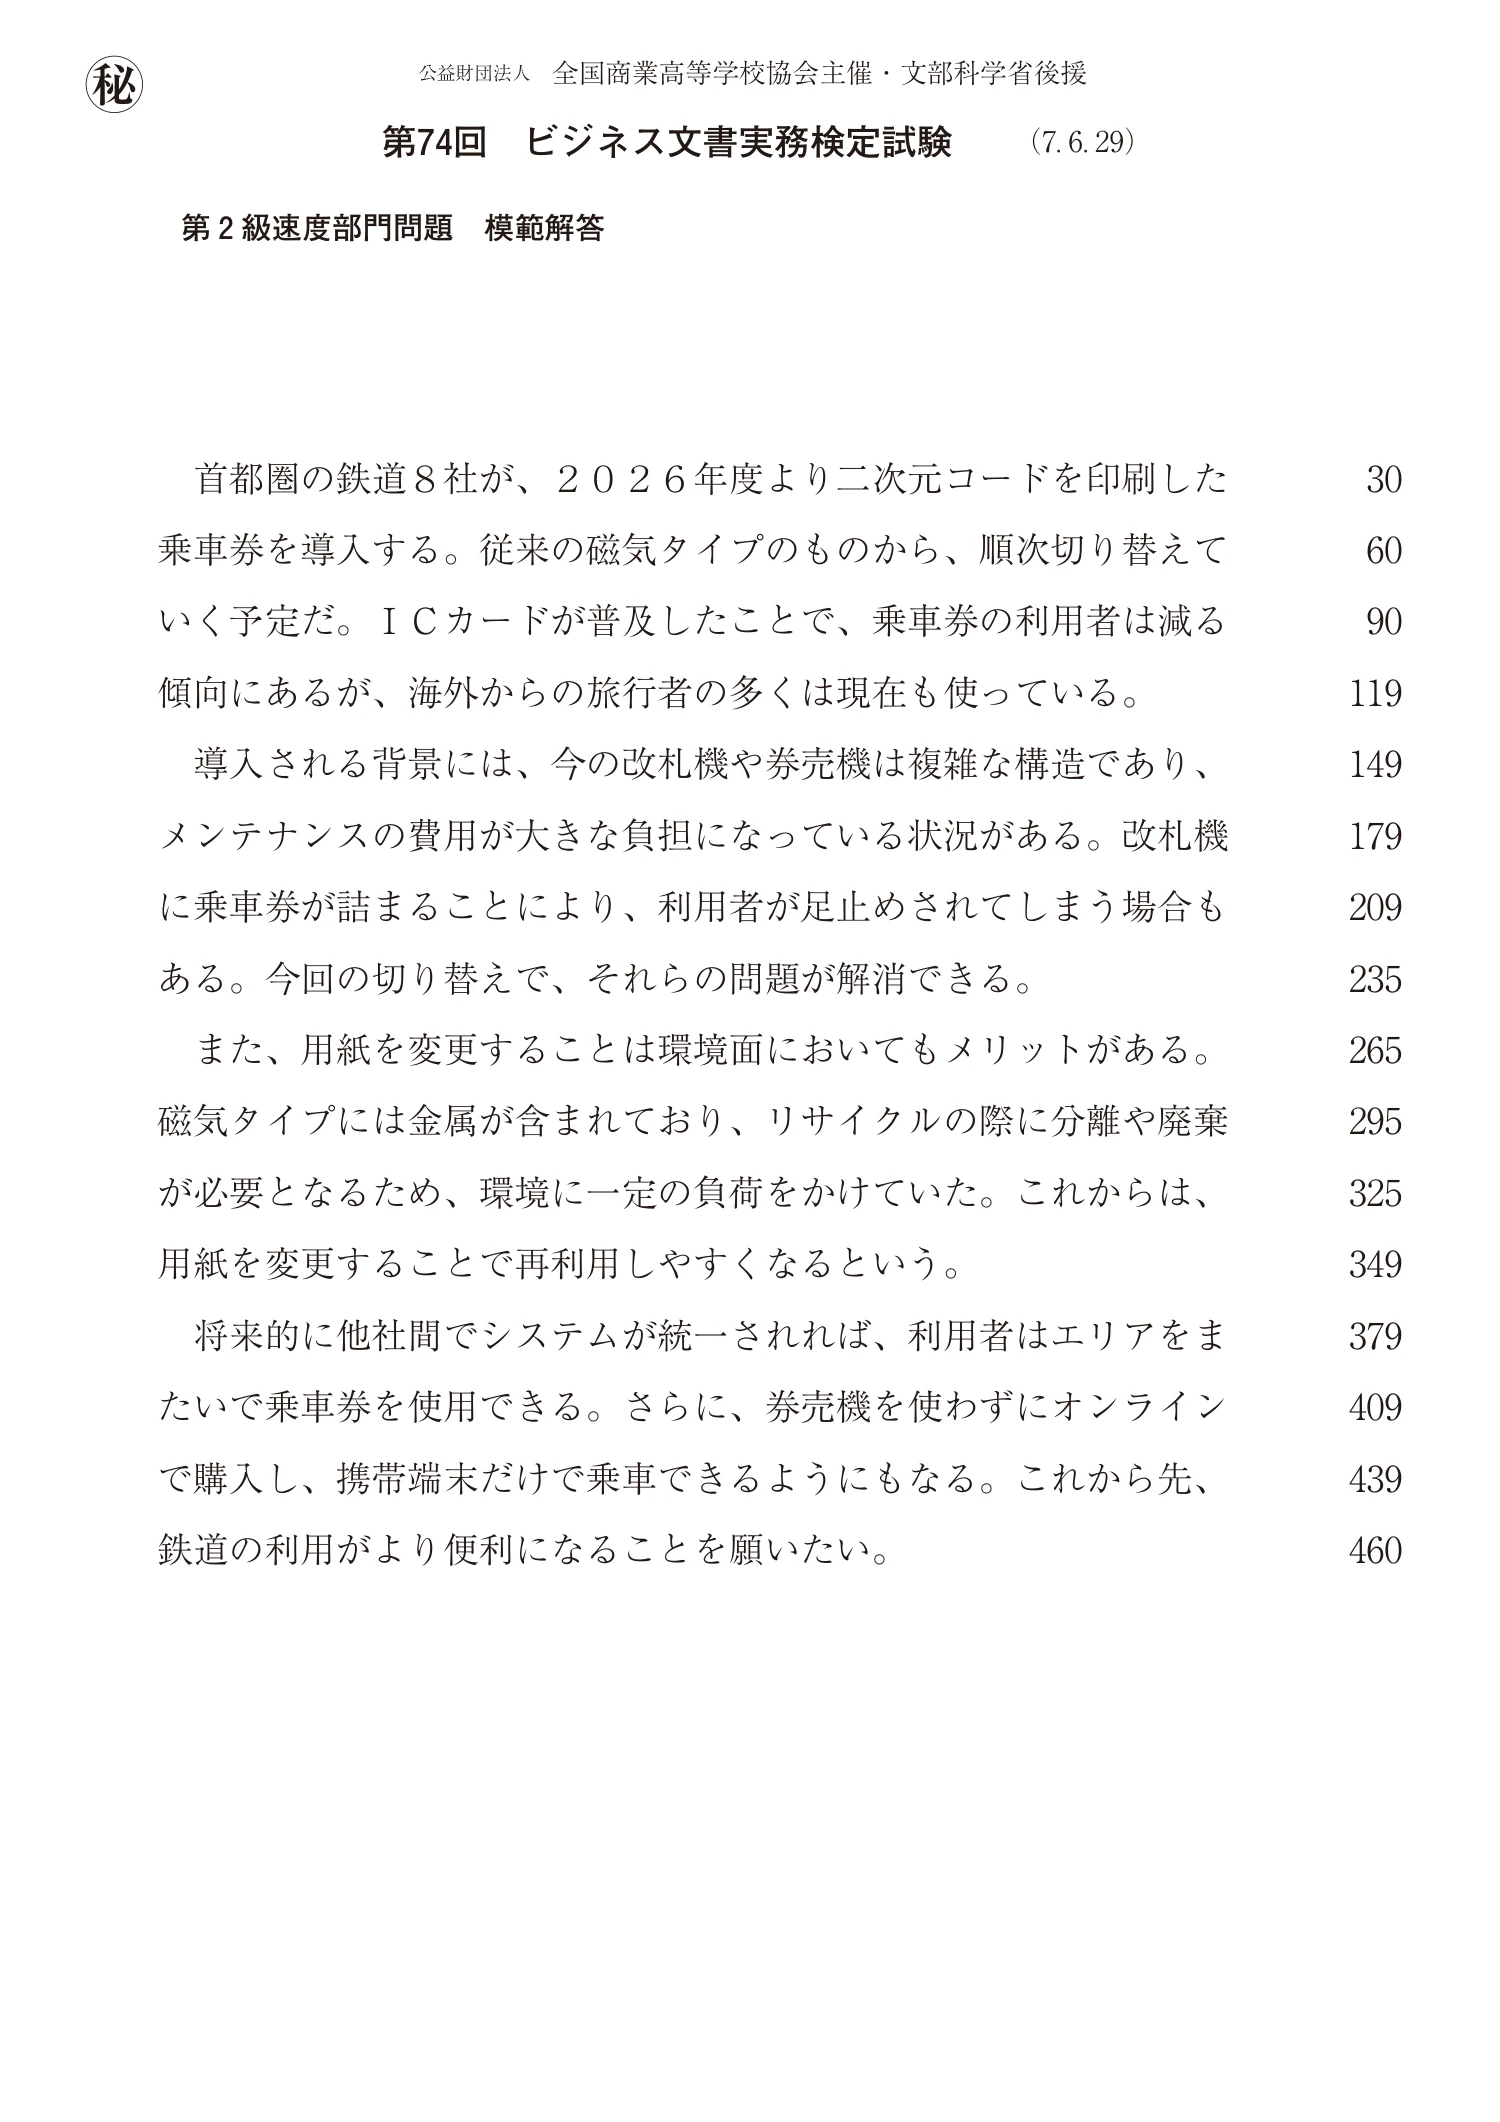 ㊙
公益財団法人　全国商業高等学校協会主催・文部科学省後援
第74回　ビジネス文書実務検定試験　（7. 6. 29）
第２級速度部門問題　模範解答
　首都圏の鉄道８社が、２０２６年度より二次元コードを印刷した　30
乗車券を導入する。従来の磁気タイプのものから、順次切り替えて　60
いく予定だ。ＩＣカードが普及したことで、乗車券の利用者は減る　90
傾向にあるが、海外からの旅行者の多くは現在も使っている。　119
　導入される背景には、今の改札機や券売機は複雑な構造であり、　149
メンテナンスの費用が大きな負担になっている状況がある。改札機　179
に乗車券が詰まることにより、利用者が足止めされてしまう場合も　209
ある。今回の切り替えで、それらの問題が解消できる。　235
　また、用紙を変更することは環境面においてもメリットがある。　265
磁気タイプには金属が含まれており、リサイクルの際に分離や廃棄　295
が必要となるため、環境に一定の負荷をかけていた。これからは、　325
用紙を変更することで再利用しやすくなるという。　349
　将来的に他社間でシステムが統一されれば、利用者はエリアをま　379
たいで乗車券を使用できる。さらに、券売機を使わずにオンライン　409
で購入し、携帯端末だけで乗車できるようにもなる。これから先、　439
鉄道の利用がより便利になることを願いたい。　460